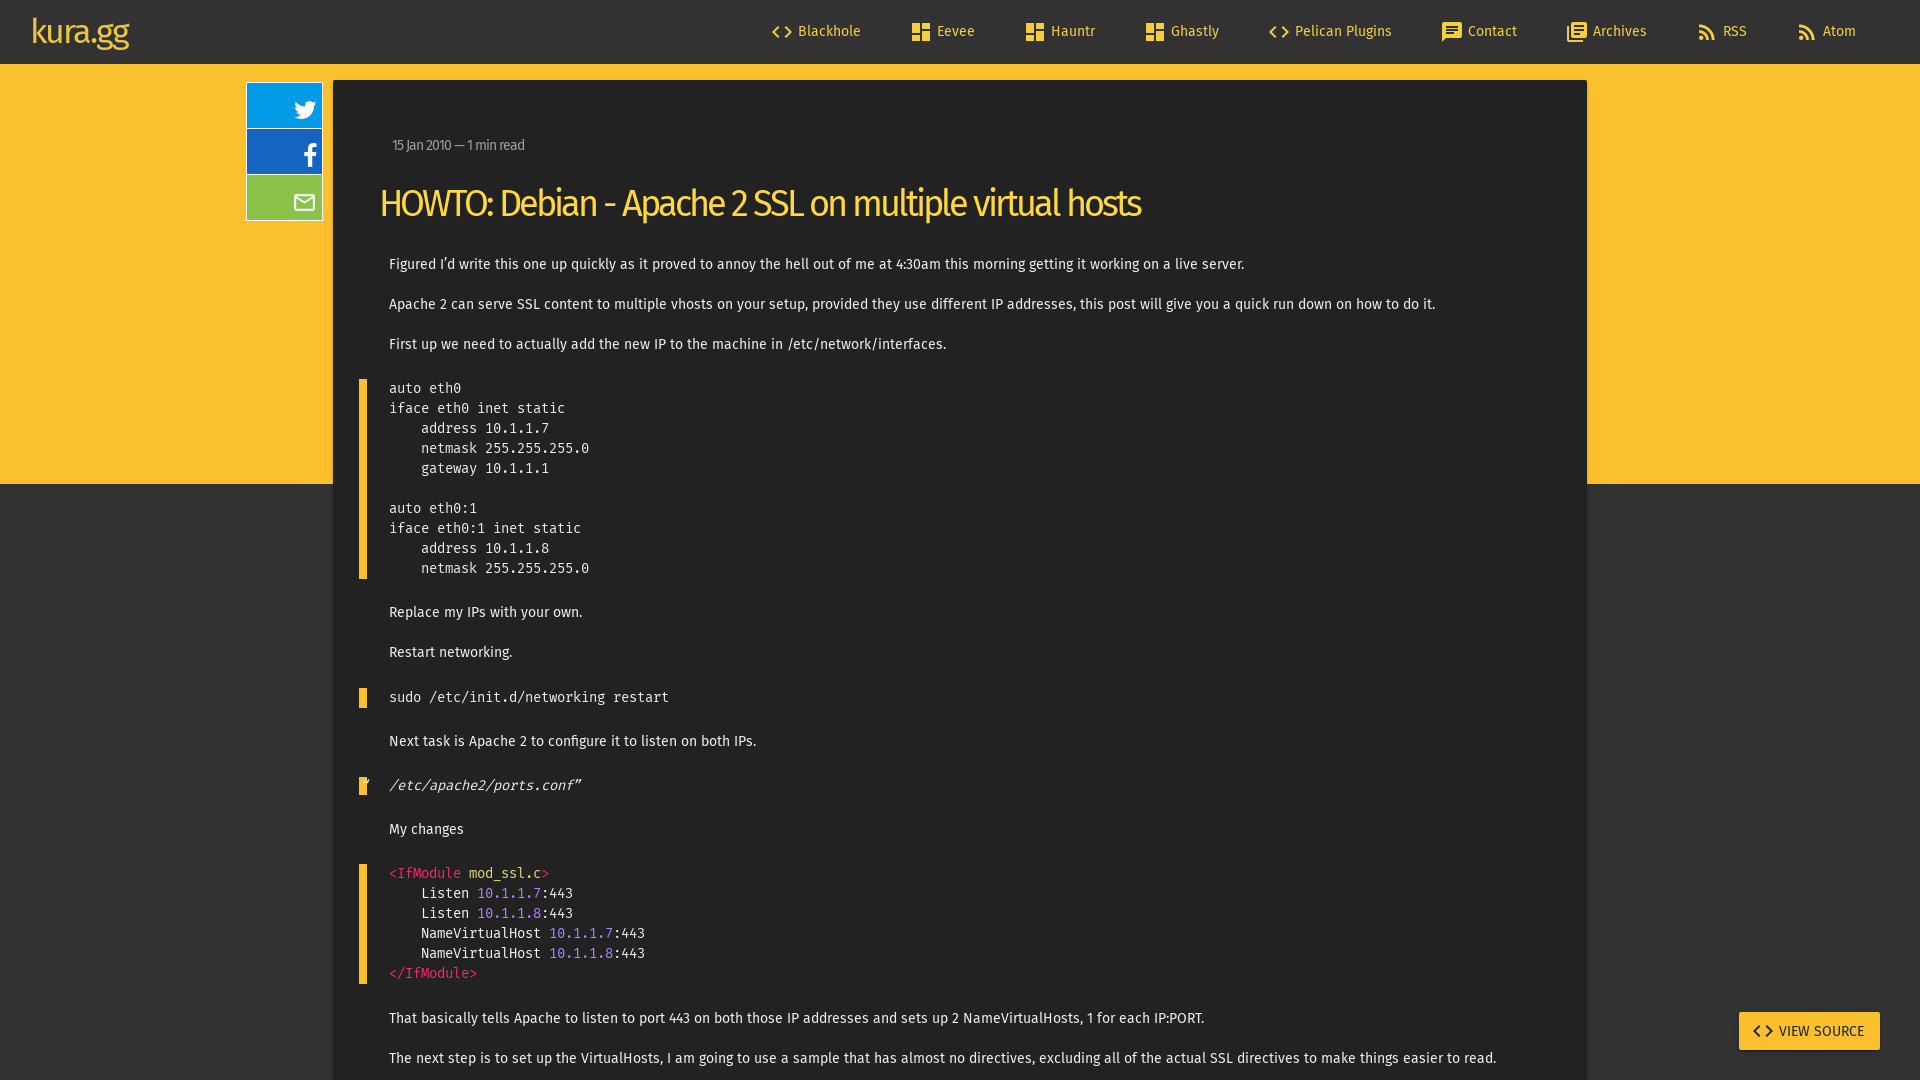 kura.gg
Blackhole
Eevee
Hauntr
Ghastly
Pelican Plugins
Contact
Archives
RSS
Atom
15 Jan 2010 — 1 min read
HOWTO: Debian - Apache 2 SSL on multiple virtual hosts
Figured I’d write this one up quickly as it proved to annoy the hell out of me at 4:30am this morning getting it working on a live server.
Apache 2 can serve SSL content to multiple vhosts on your setup, provided they use different IP addresses, this post will give you a quick run down on how to do it.
First up we need to actually add the new IP to the machine in /etc/network/interfaces.
auto eth0
iface eth0 inet static
    address 10.1.1.7
    netmask 255.255.255.0
    gateway 10.1.1.1
auto eth0:1
iface eth0:1 inet static
    address 10.1.1.8
    netmask 255.255.255.0
Replace my IPs with your own.
Restart networking.
sudo /etc/init.d/networking restart
Next task is Apache 2 to configure it to listen on both IPs.
“/etc/apache2/ports.conf”
My changes
<IfModule mod_ssl.c>
    Listen 10.1.1.7:443
    Listen 10.1.1.8:443
    NameVirtualHost 10.1.1.7:443
    NameVirtualHost 10.1.1.8:443
</IfModule>
That basically tells Apache to listen to port 443 on both those IP addresses and sets up 2 NameVirtualHosts, 1 for each IP:PORT.
The next step is to set up the VirtualHosts, I am going to use a sample that has almost no directives, excluding all of the actual SSL directives to make things easier to read.
VIEW SOURCE